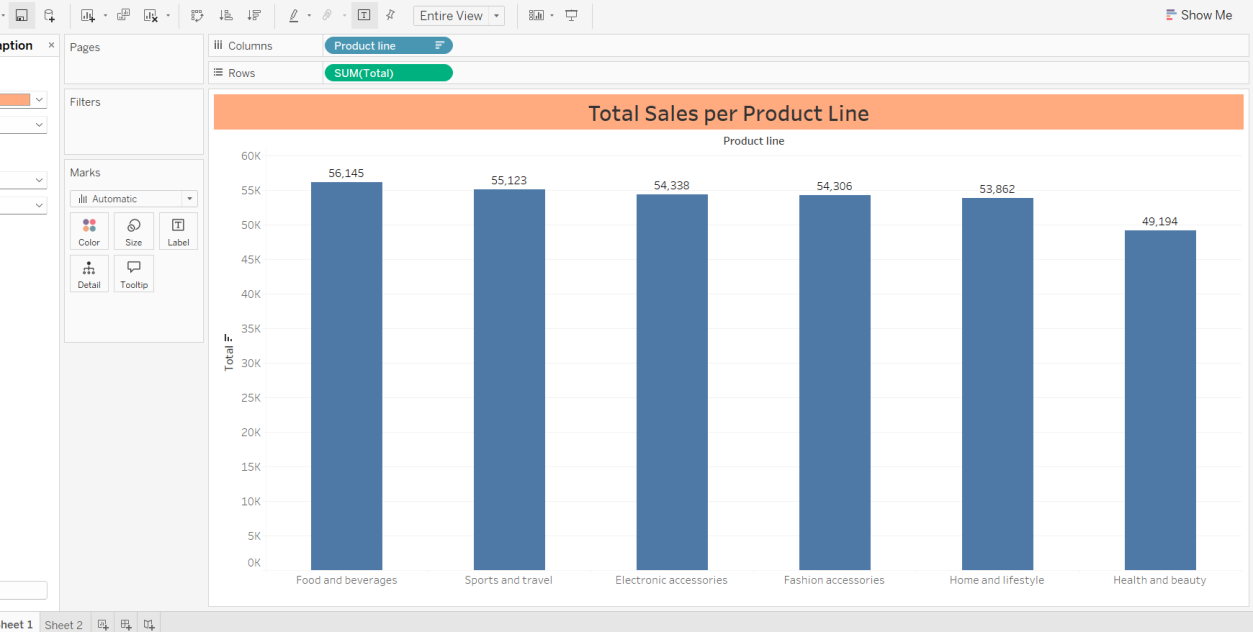 Entire View
Show Me
ption ×
Pages
Columns
Product line
Rows
SUM(Total)
Filters
Marks
Automatic
Color
Size
Label
Detail
Tooltip
Total Sales per Product Line
Product line
60K
55K
50K
45K
40K
35K
30K
25K
20K
15K
10K
5K
0K
Total
56,145
55,123
54,338
54,306
53,862
49,194
Food and beverages
Sports and travel
Electronic accessories
Fashion accessories
Home and lifestyle
Health and beauty
heet 1
Sheet 2